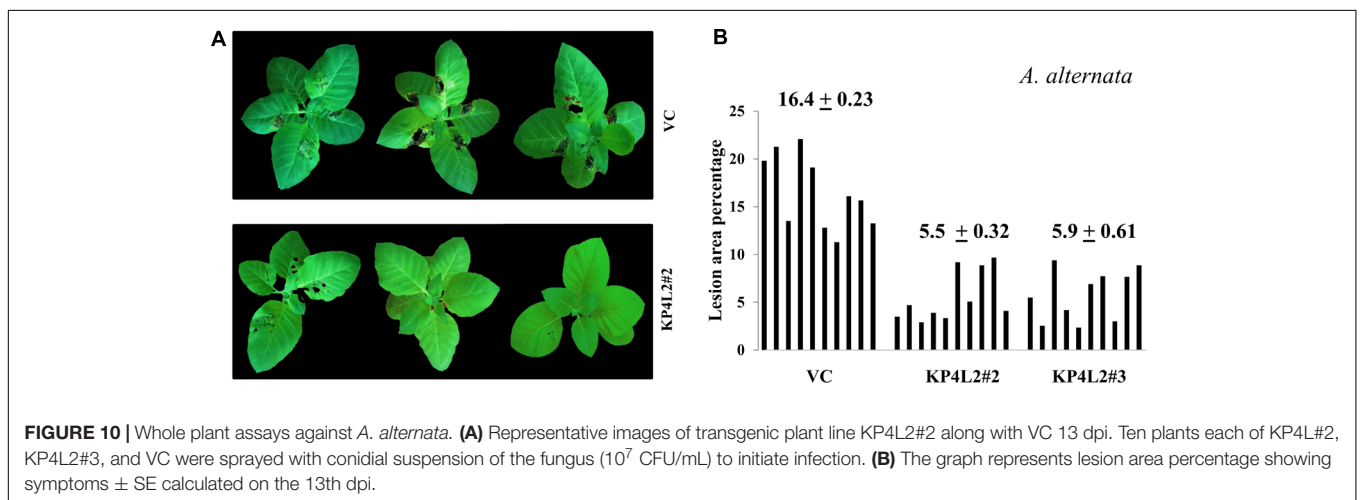 A
VC
KP4L2#2
B
A. alternata
Lesion area percentage
25
20
15
10
5
0
16.4 ± 0.23
5.5 ± 0.32
5.9 ± 0.61
VC
KP4L2#2
KP4L2#3
FIGURE 10 | Whole plant assays against A. alternata. (A) Representative images of transgenic plant line KP4L2#2 along with VC 13 dpi. Ten plants each of KP4L#2,
KP4L2#3, and VC were sprayed with conidial suspension of the fungus (10⁷ CFU/mL) to initiate infection. (B) The graph represents lesion area percentage showing
symptoms ± SE calculated on the 13th dpi.